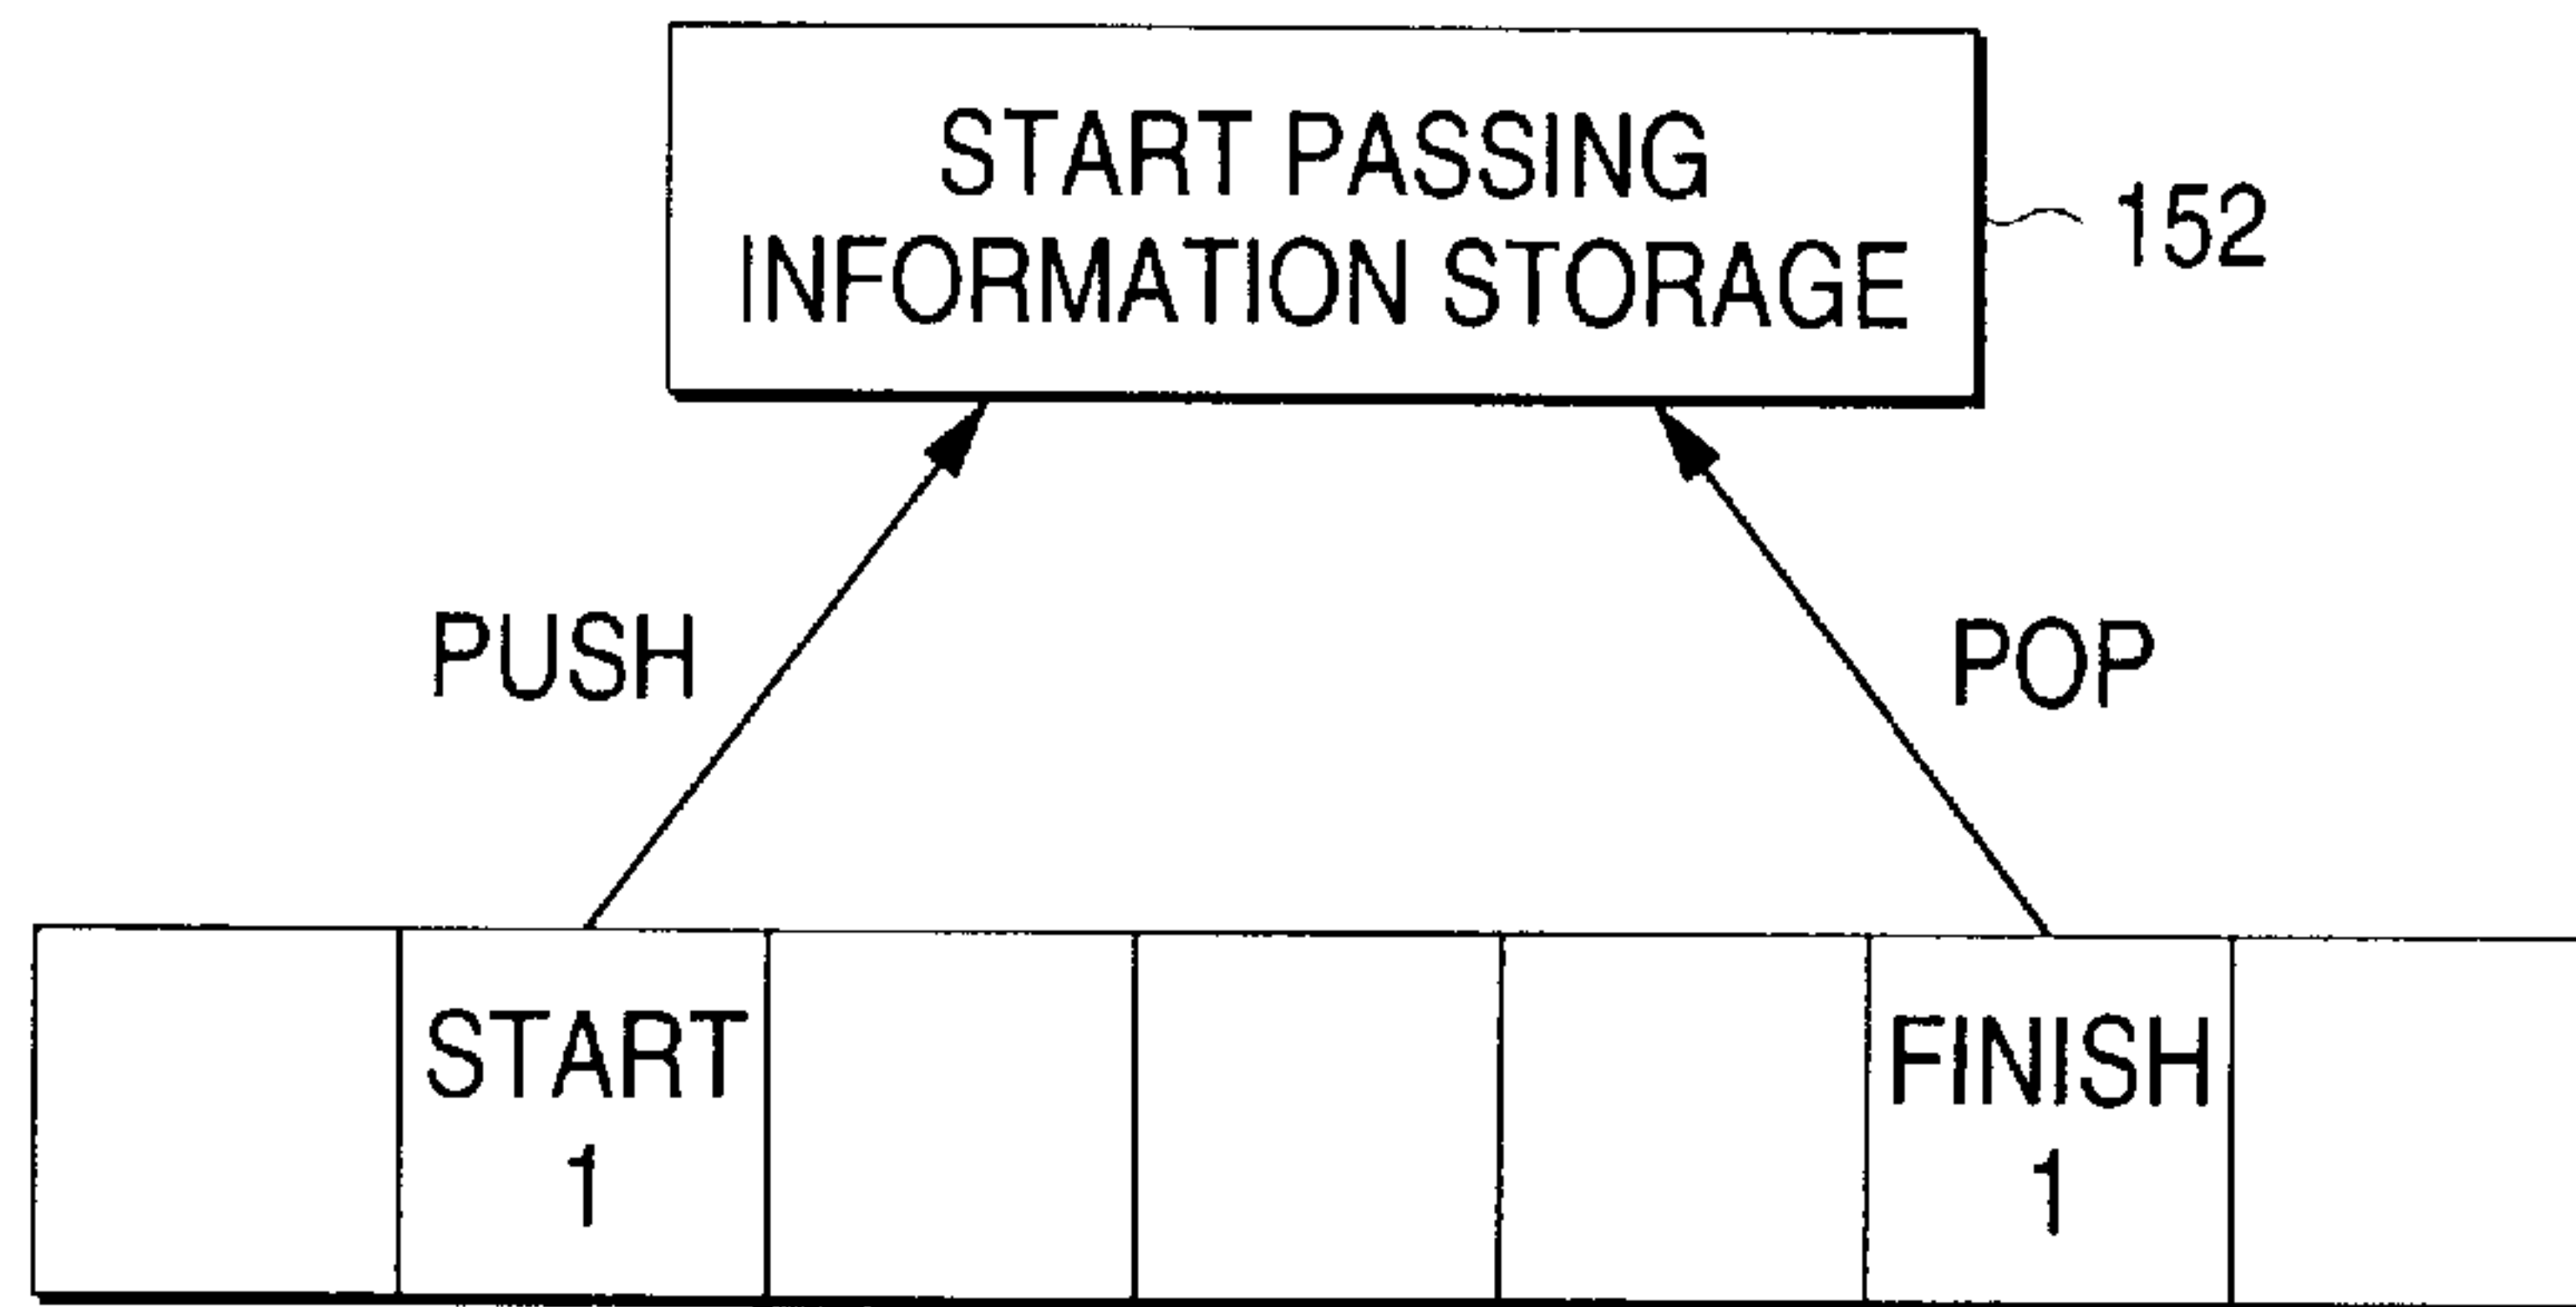 START PASSING
INFORMATION STORAGE
152
PUSH
POP
START
1
FINISH
1